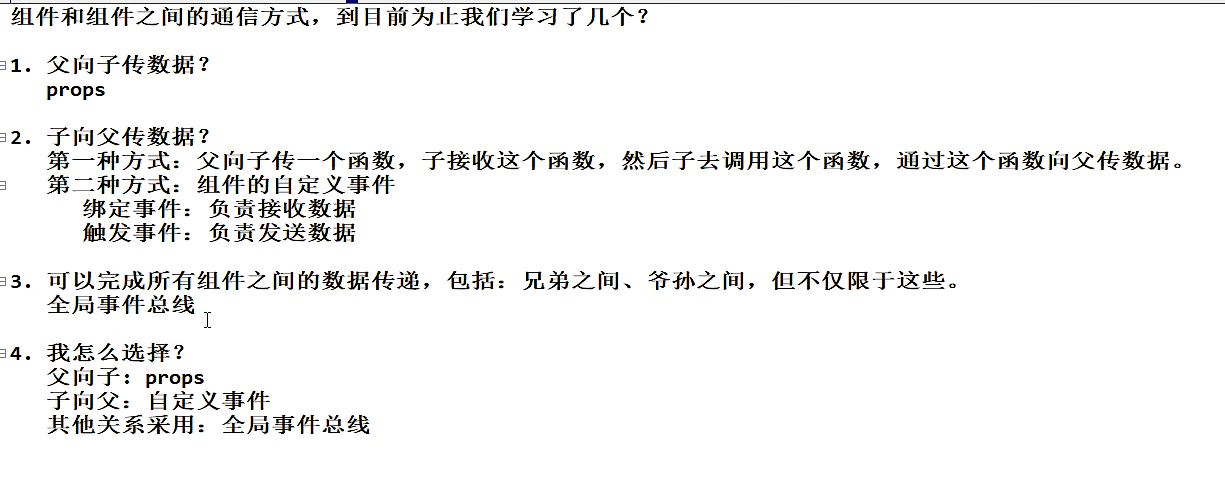 组件和组件之间的通信方式，到目前为止我们学习了几个？
1. 父向子传数据？
props
2. 子向父传数据？
第一种方式：父向子传一个函数，子接收这个函数，然后子去调用这个函数，通过这个函数向父传数据。
第二种方式：组件的自定义事件
绑定事件：负责接收数据
触发事件：负责发送数据
3. 可以完成所有组件之间的数据传递，包括：兄弟之间、爷孙之间，但不仅限于这些。
全局事件总线
4. 我怎么选择？
父向子：props
子向父：自定义事件
其他关系采用：全局事件总线